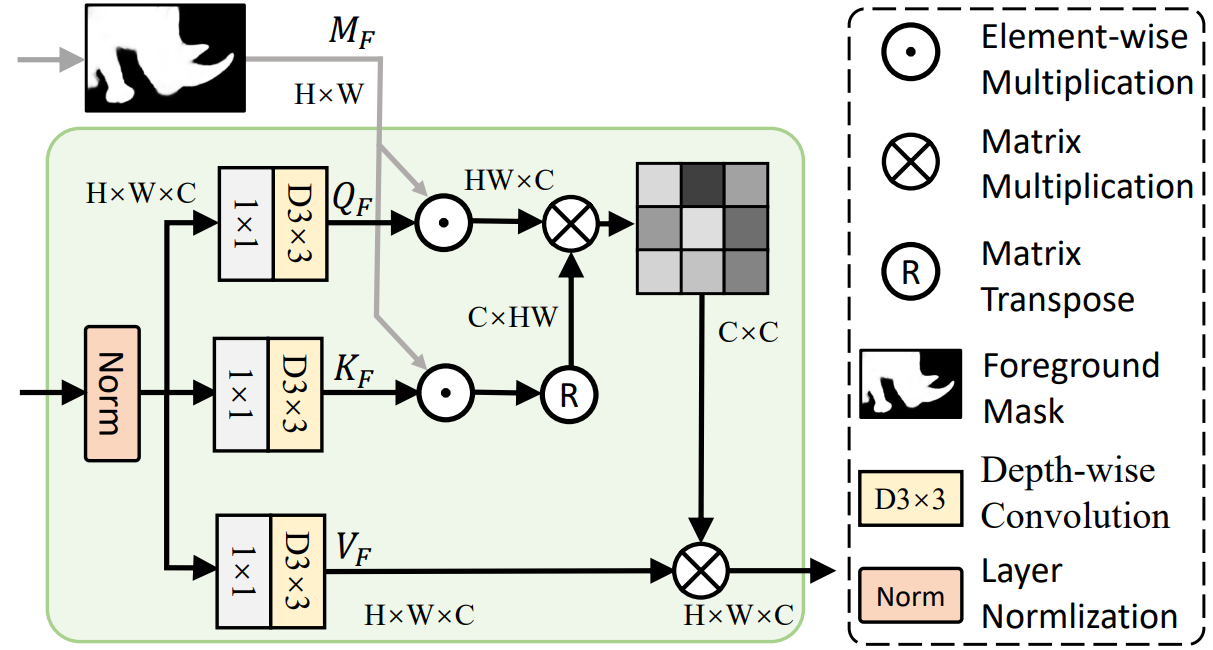 M_F
H×W
H×W×C
1×1
D3×3
Q_F
HW×C
C×HW
C×C
Norm
1×1
D3×3
K_F
R
1×1
D3×3
V_F
H×W×C
H×W×C
Element-wise
Multiplication
Matrix
Multiplication
R
Matrix
Transpose
Foreground
Mask
D3×3
Depth-wise
Convolution
Norm
Layer
Normlization